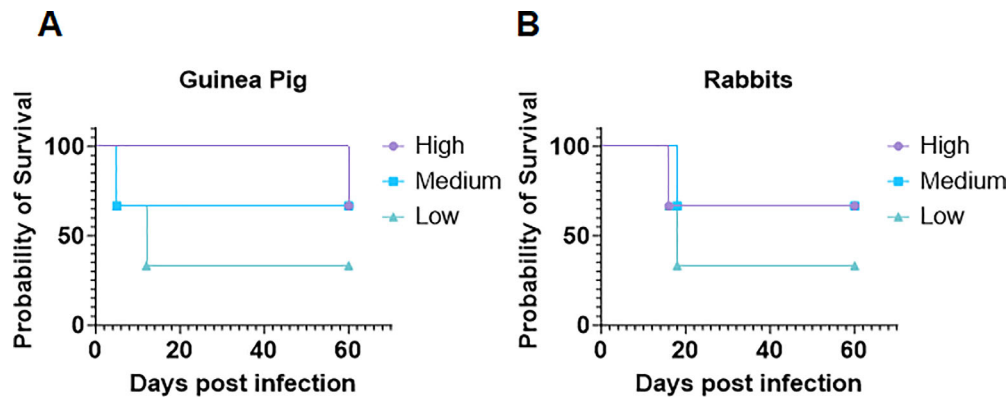 A
Guinea Pig
Probability of Survival
100
50
0
0 20 40 60
Days post infection
High
Medium
Low
B
Rabbits
Probability of Survival
100
50
0
0 20 40 60
Days post infection
High
Medium
Low